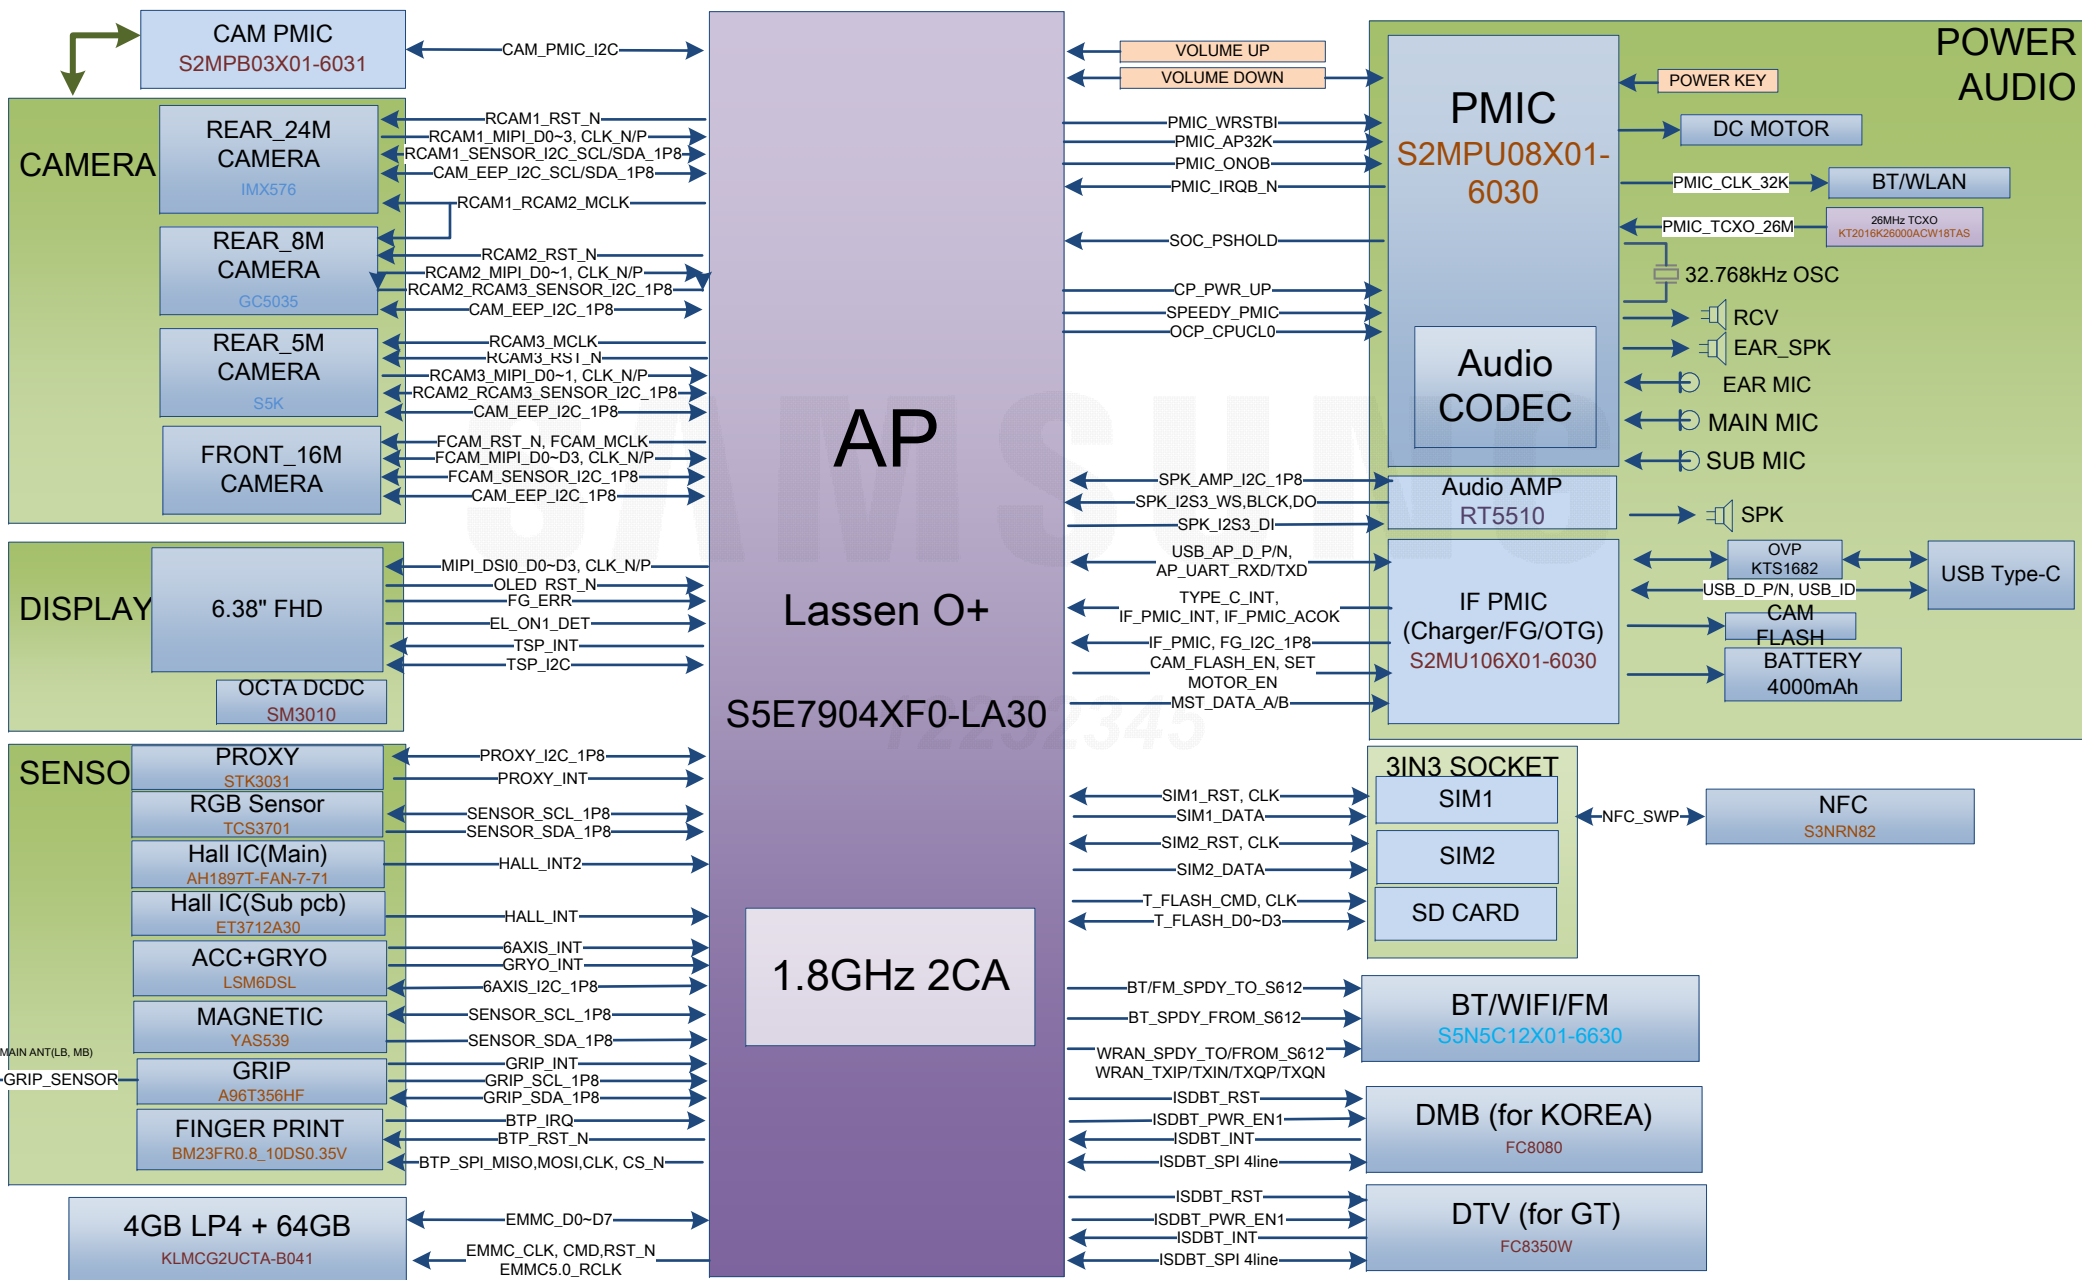 CAM PMIC
S2MPB03X01-6031
CAM_PMIC_I2C
CAMERA
REAR_24M
CAMERA
IMX576
RCAM1_RST_N
RCAM1_MIPI_D0~3, CLK_N/P
RCAM1_SENSOR_I2C_SCL/SDA_1P8
CAM_EEP_I2C_SCL/SDA_1P8
RCAM1_RCAM2_MCLK
REAR_8M
CAMERA
GC5035
RCAM2_RST_N
RCAM2_MIPI_D0~1, CLK_N/P
RCAM2_RCAM3_SENSOR_I2C_1P8
CAM_EEP_I2C_1P8
REAR_5M
CAMERA
S5K
RCAM3_MCLK
RCAM3_RST_N
RCAM3_MIPI_D0~1, CLK_N/P
RCAM2_RCAM3_SENSOR_I2C_1P8
CAM_EEP_I2C_1P8
FRONT_16M
CAMERA
FCAM_RST_N, FCAM_MCLK
FCAM_MIPI_D0~D3, CLK_N/P
FCAM_SENSOR_I2C_1P8
CAM_EEP_I2C_1P8
DISPLAY
6.38" FHD
OCTA DCDC
SM3010
MIPI_DSI0_D0~D3, CLK_N/P
OLED_RST_N
FG_ERR
EL_ON1_DET
TSP_INT
TSP_I2C
SENSO
PROXY
STK3031
PROXY_I2C_1P8
PROXY_INT
RGB Sensor
TCS3701
SENSOR_SCL_1P8
SENSOR_SDA_1P8
Hall IC(Main)
AH1897T-FAN-7-71
HALL_INT2
Hall IC(Sub pcb)
ET3712A30
HALL_INT
ACC+GRYO
LSM6DSL
6AXIS_INT
GRYO_INT
6AXIS_I2C_1P8
MAGNETIC
YAS539
SENSOR_SCL_1P8
SENSOR_SDA_1P8
MAIN ANT(LB, MB)
GRIP_SENSOR
GRIP
A96T356HF
GRIP_INT
GRIP_SCL_1P8
GRIP_SDA_1P8
FINGER PRINT
BM23FR0.8_10DS0.35V
BTP_IRQ
BTP_RST_N
BTP_SPI_MISO,MOSI,CLK, CS_N
4GB LP4 + 64GB
KLMCG2UCTA-B041
EMMC_D0~D7
EMMC_CLK, CMD,RST_N
EMMC5.0_RCLK
AP
Lassen O+
S5E7904XF0-LA30
1.8GHz 2CA
SAMSUNG
12252345
VOLUME UP
VOLUME DOWN
PMIC_WRSTBI
PMIC_AP32K
PMIC_ONOB
PMIC_IRQB_N
SOC_PSHOLD
CP_PWR_UP
SPEEDY_PMIC
OCP_CPUCL0
SPK_AMP_I2C_1P8
SPK_I2S3_WS,BLCK,DO
SPK_I2S3_DI
USB_AP_D_P/N,
AP_UART_RXD/TXD
TYPE_C_INT,
IF_PMIC_INT, IF_PMIC_ACOK
IF_PMIC, FG_I2C_1P8
CAM_FLASH_EN, SET
MOTOR_EN
MST_DATA_A/B
POWER
AUDIO
PMIC
S2MPU08X01-
6030
Audio
CODEC
POWER KEY
DC MOTOR
PMIC_CLK_32K
BT/WLAN
PMIC_TCXO_26M
26MHz TCXO
KT2016K26000ACW18TAS
32.768kHz OSC
RCV
EAR_SPK
EAR MIC
MAIN MIC
SUB MIC
Audio AMP
RT5510
SPK
IF PMIC
(Charger/FG/OTG)
S2MU106X01-6030
OVP
KTS1682
USB Type-C
USB_D_P/N, USB_ID
CAM
FLASH
BATTERY
4000mAh
3IN3 SOCKET
SIM1
SIM2
SD CARD
SIM1_RST, CLK
SIM1_DATA
SIM2_RST, CLK
SIM2_DATA
T_FLASH_CMD, CLK
T_FLASH_D0~D3
NFC_SWP
NFC
S3NRN82
BT/FM_SPDY_TO_S612
BT_SPDY_FROM_S612
WRAN_SPDY_TO/FROM_S612
WRAN_TXIP/TXIN/TXQP/TXQN
BT/WIFI/FM
S5N5C12X01-6630
ISDBT_RST
ISDBT_PWR_EN1
ISDBT_INT
ISDBT_SPI 4line
DMB (for KOREA)
FC8080
ISDBT_RST
ISDBT_PWR_EN1
ISDBT_INT
ISDBT_SPI 4line
DTV (for GT)
FC8350W